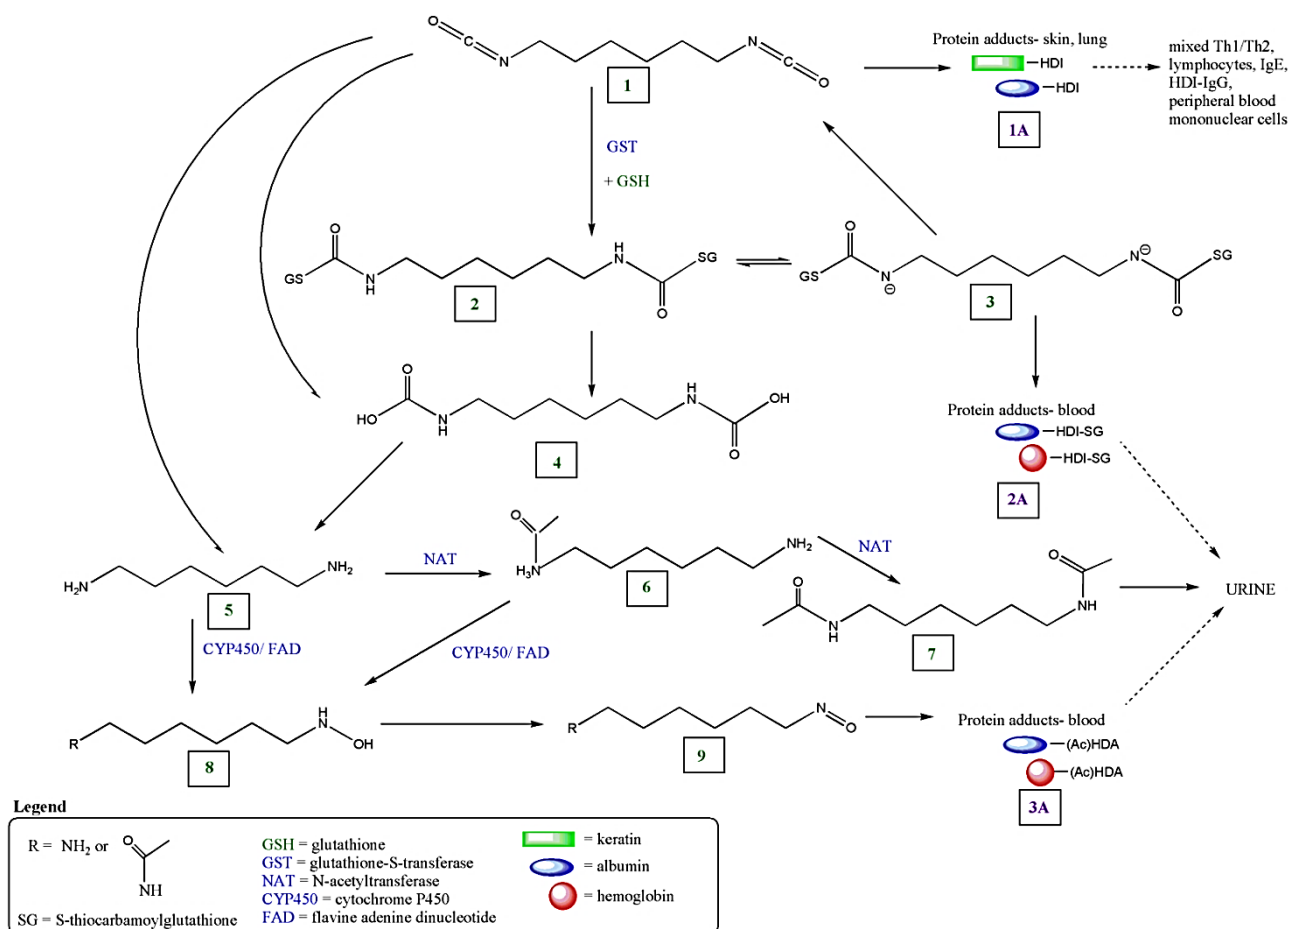 O
C
N
N
C
O
1
Protein adducts- skin, lung
HDI
HDI
1A
mixed Th1/Th2,
lymphocytes, IgE,
HDI-IgG,
peripheral blood
mononuclear cells
GST
+ GSH
O
GS
N
H
H
N
SG
O
2
O
GS
N
⊖
N
⊖
SG
O
3
O
HO
N
H
H
N
OH
O
4
Protein adducts- blood
HDI-SG
HDI-SG
2A
H₂N
NH₂
5
NAT
O
H₃N
NH₂
6
NAT
O
N
H
O
NH
7
URINE
CYP450/ FAD
CYP450/ FAD
R
H
N
OH
8
R
N
O
9
Protein adducts- blood
(Ac)HDA
(Ac)HDA
3A
Legend
R = NH₂ or
O
NH
SG = S-thiocarbamoylglutathione
GSH = glutathione
GST = glutathione-S-transferase
NAT = N-acetyltransferase
CYP450 = cytochrome P450
FAD = flavine adenine dinucleotide
= keratin
= albumin
= hemoglobin